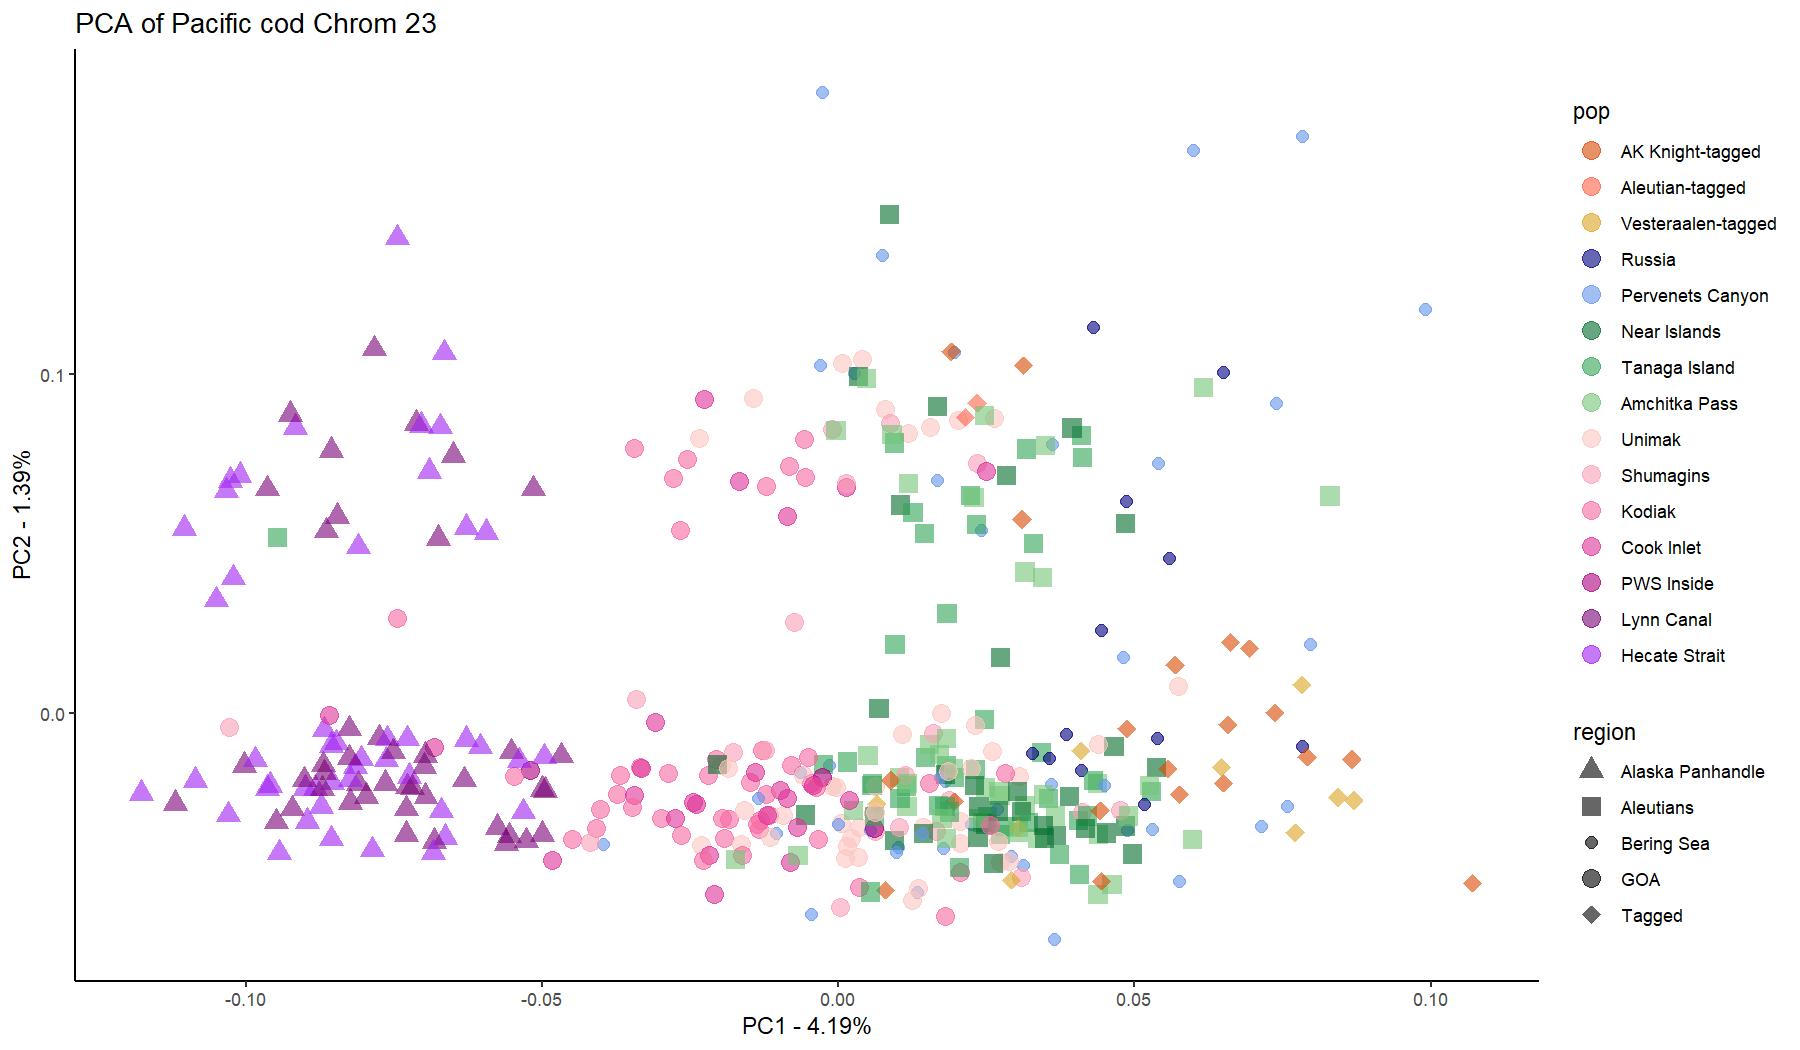 PCA of Pacific cod Chrom 23
PC2 - 1.39%
0.1
0.0
-0.10
-0.05
0.00
0.05
0.10
PC1 - 4.19%
pop
AK Knight-tagged
Aleutian-tagged
Vesteraalen-tagged
Russia
Pervenets Canyon
Near Islands
Tanaga Island
Amchitka Pass
Unimak
Shumagins
Kodiak
Cook Inlet
PWS Inside
Lynn Canal
Hecate Strait
region
Alaska Panhandle
Aleutians
Bering Sea
GOA
Tagged